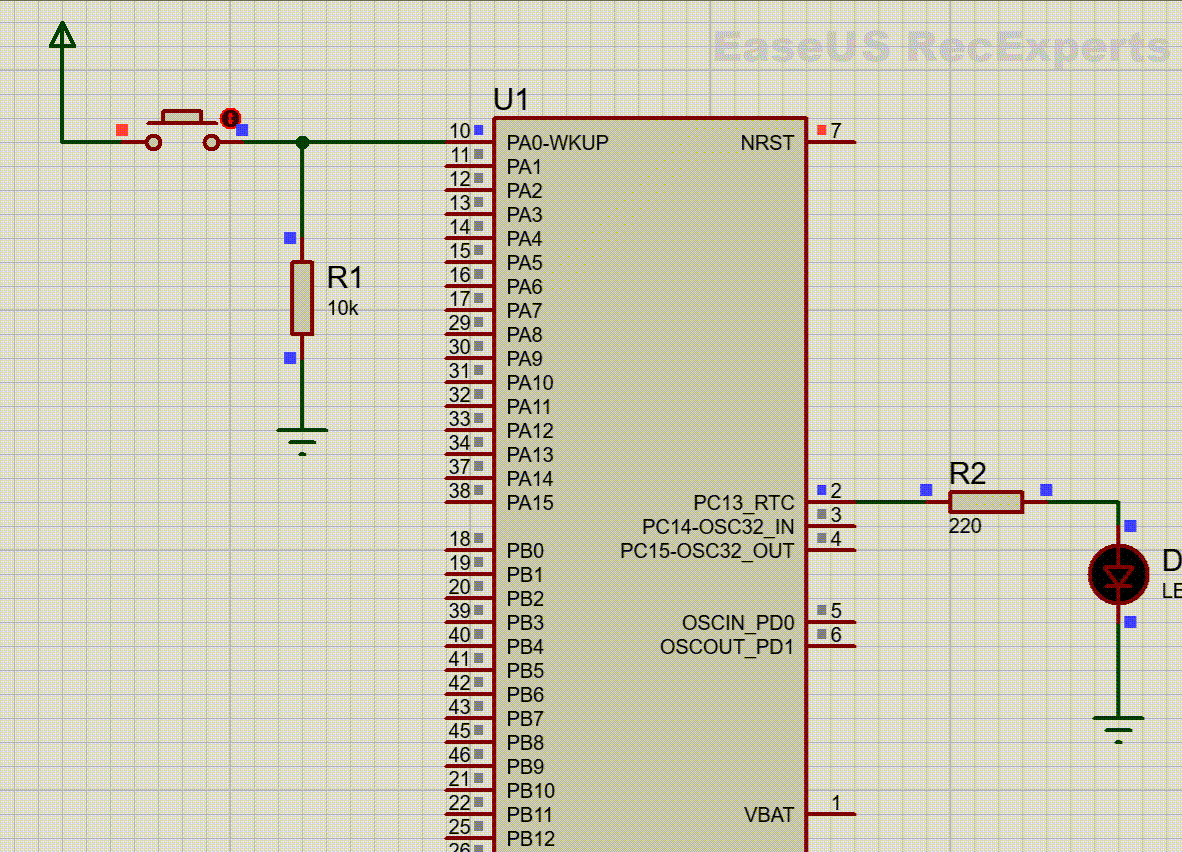 EaseUS RecExperts
U1
10 PA0-WKUP NRST 7
11 PA1
12 PA2
13 PA3
14 PA4
15 PA5
16 PA6
17 PA7
29 PA8
30 PA9
31 PA10
32 PA11
33 PA12
34 PA13
37 PA14
38 PA15 PC13_RTC 2
PC14-OSC32_IN 3
18 PB0 PC15-OSC32_OUT 4
19 PB1
20 PB2
39 PB3 OSCIN_PD0 5
40 PB4 OSCOUT_PD1 6
41 PB5
42 PB6
43 PB7
45 PB8
46 PB9
21 PB10
22 PB11 VBAT 1
25 PB12
26
R1
10k
R2
220
D
LE